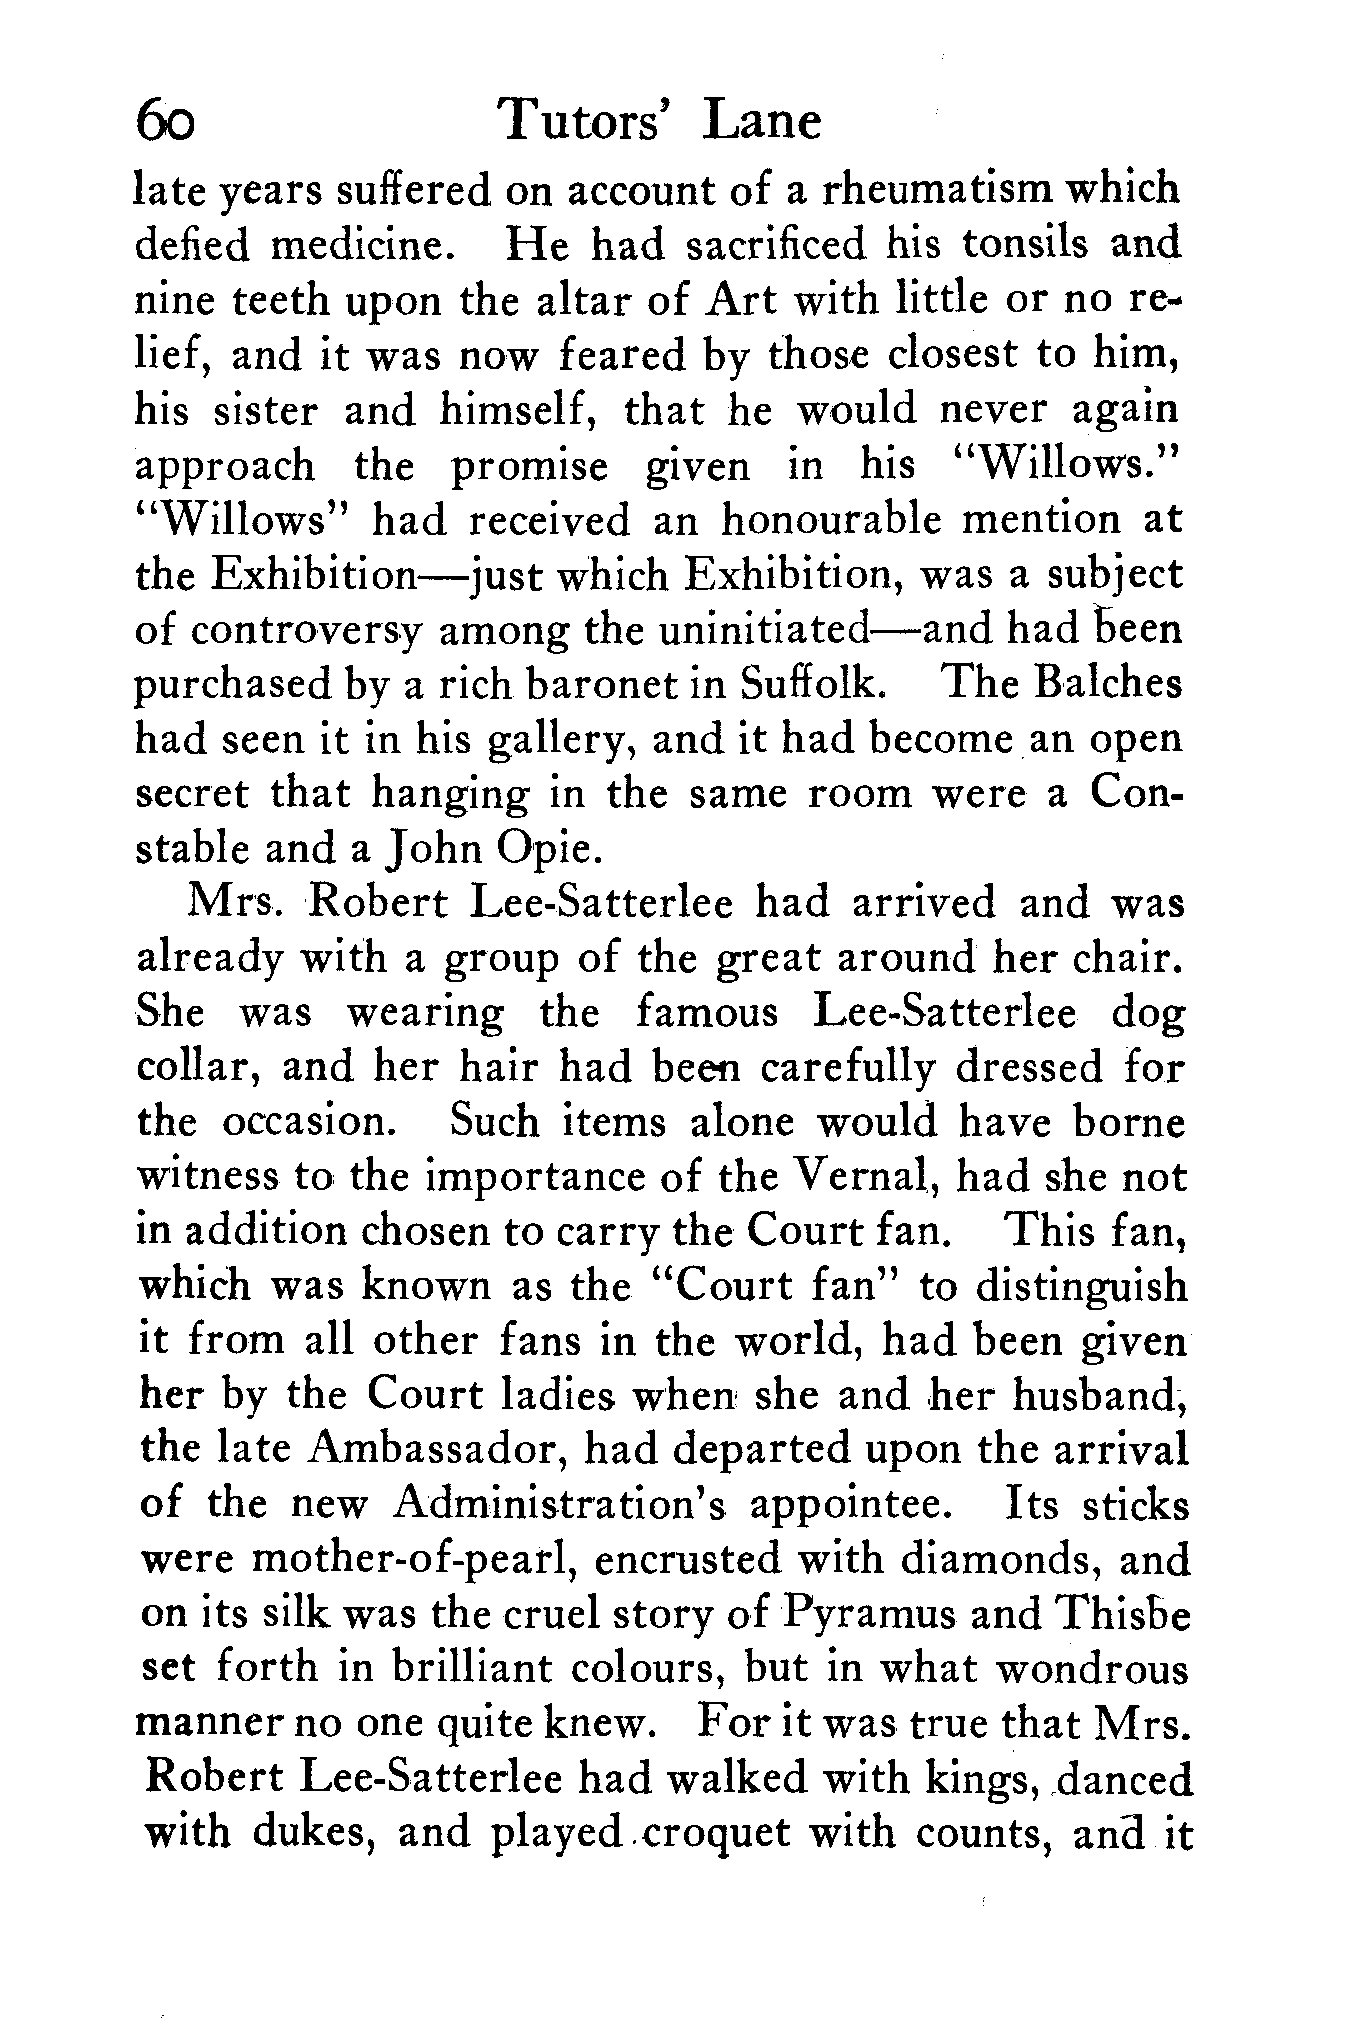 60 Tutors' Lane
late years suffered on account of a rheumatism which
defied medicine. He had sacrificed his tonsils and
nine teeth upon the altar of Art with little or no re-
lief, and it was now feared by those closest to him,
his sister and himself, that he would never again
approach the promise given in his “Willows.”
“Willows” had received an honourable mention at
the Exhibition—just which Exhibition, was a subject
of controversy among the uninitiated—and had been
purchased by a rich baronet in Suffolk. The Balches
had seen it in his gallery, and it had become an open
secret that hanging in the same room were a Con-
stable and a John Opie.
Mrs. Robert Lee-Satterlee had arrived and was
already with a group of the great around her chair.
She was wearing the famous Lee-Satterlee dog
collar, and her hair had been carefully dressed for
the occasion. Such items alone would have borne
witness to the importance of the Vernal, had she not
in addition chosen to carry the Court fan. This fan,
which was known as the “Court fan” to distinguish
it from all other fans in the world, had been given
her by the Court ladies when she and her husband,
the late Ambassador, had departed upon the arrival
of the new Administration's appointee. Its sticks
were mother-of-pearl, encrusted with diamonds, and
on its silk was the cruel story of Pyramus and Thisbe
set forth in brilliant colours, but in what wondrous
manner no one quite knew. For it was true that Mrs.
Robert Lee-Satterlee had walked with kings, danced
with dukes, and played croquet with counts, and it